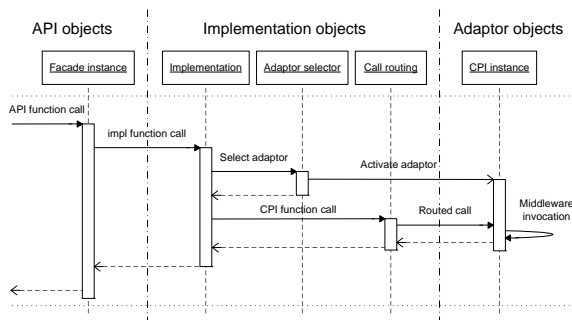 API objects
Implementation objects
Adaptor objects
Facade instance
Implementation
Adaptor selector
Call routing
CPI instance
API function call
impl function call
Select adaptor
Activate adaptor
CPI function call
Routed call
Middleware
invocation